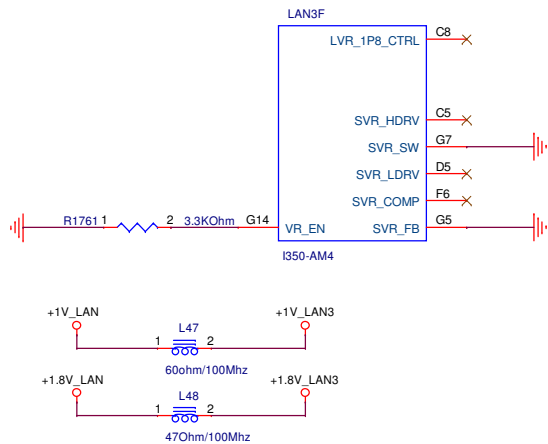 LAN3F
LVR_1P8_CTRL C8
SVR_HDRV C5
SVR_SW G7
SVR_LDRV D5
SVR_COMP F6
R1761 1 2 3.3KOhm G14 VR_EN SVR_FB G5
I350-AM4
+1V_LAN L47 +1V_LAN3
1 2
60ohm/100Mhz
+1.8V_LAN L48 +1.8V_LAN3
1 2
47Ohm/100Mhz